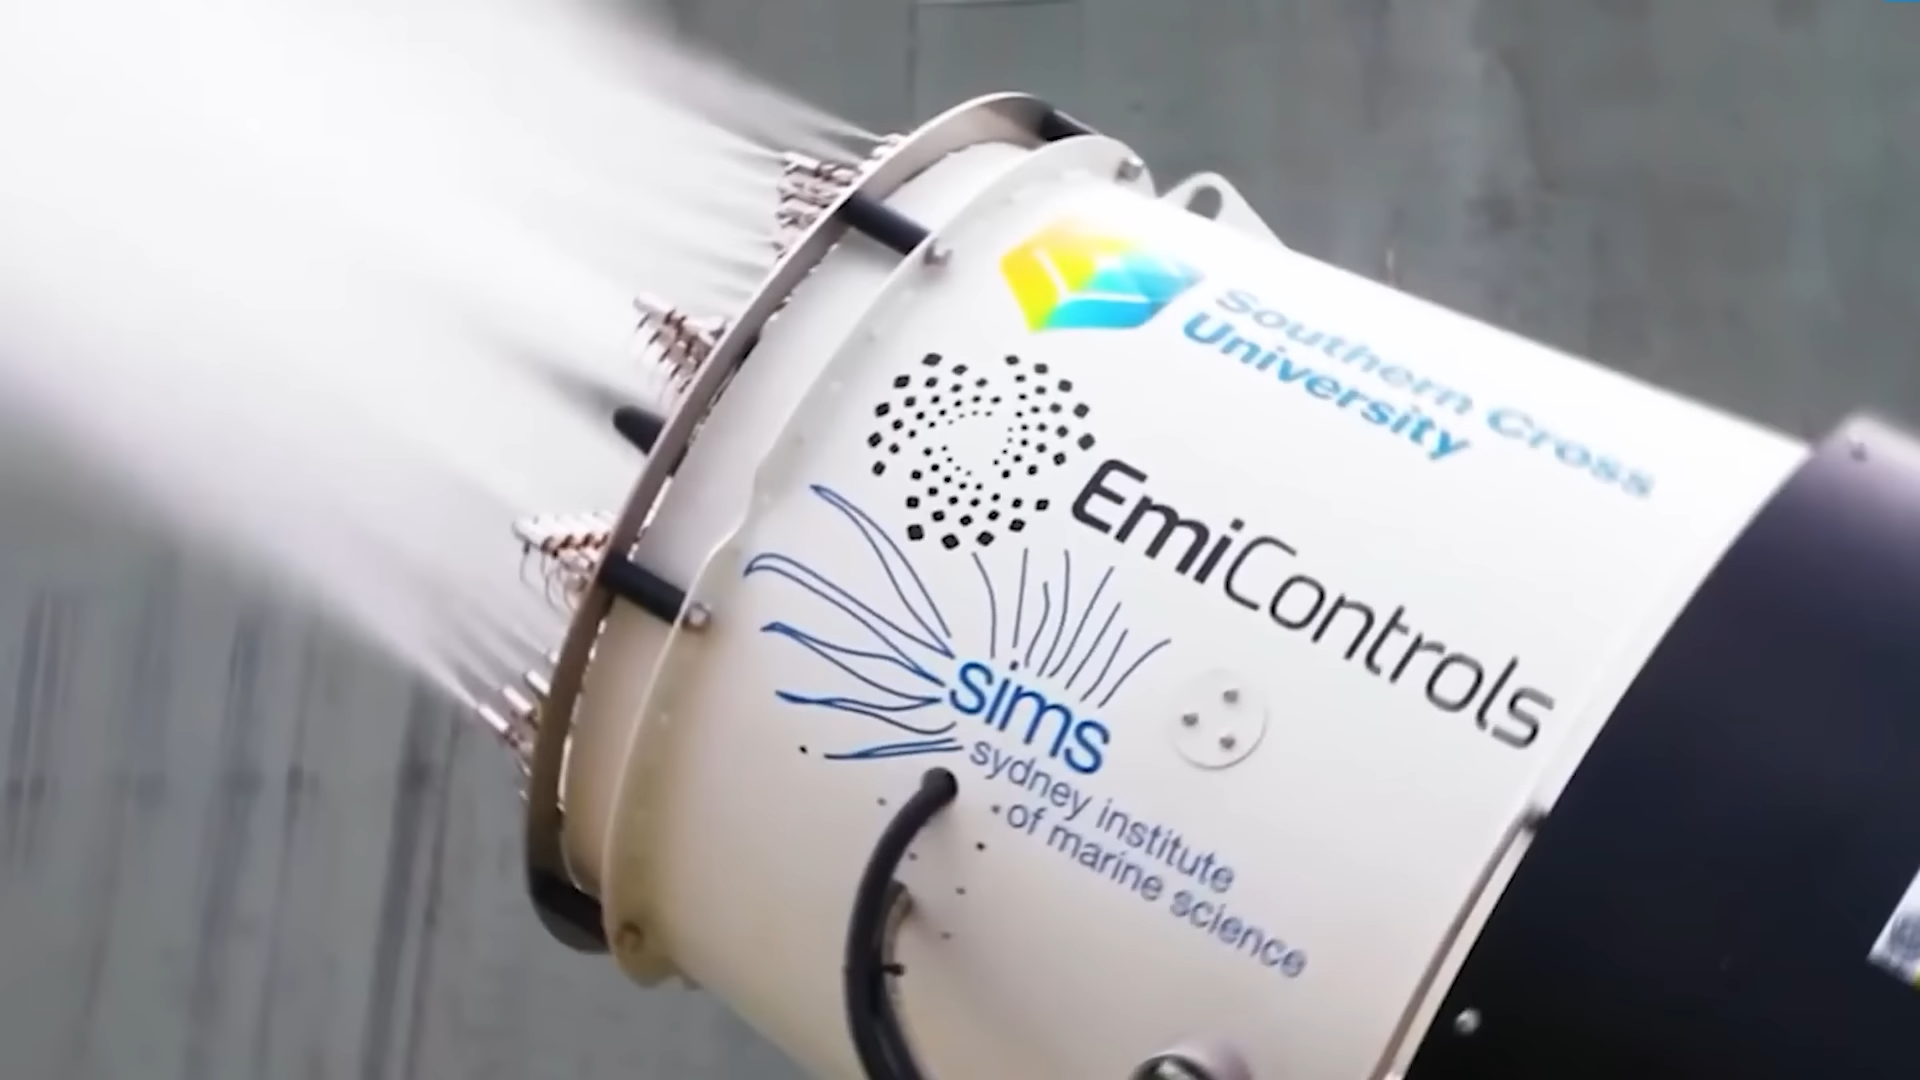 Southern Cross
University
EmiControls
sims
sydney institute
of marine science